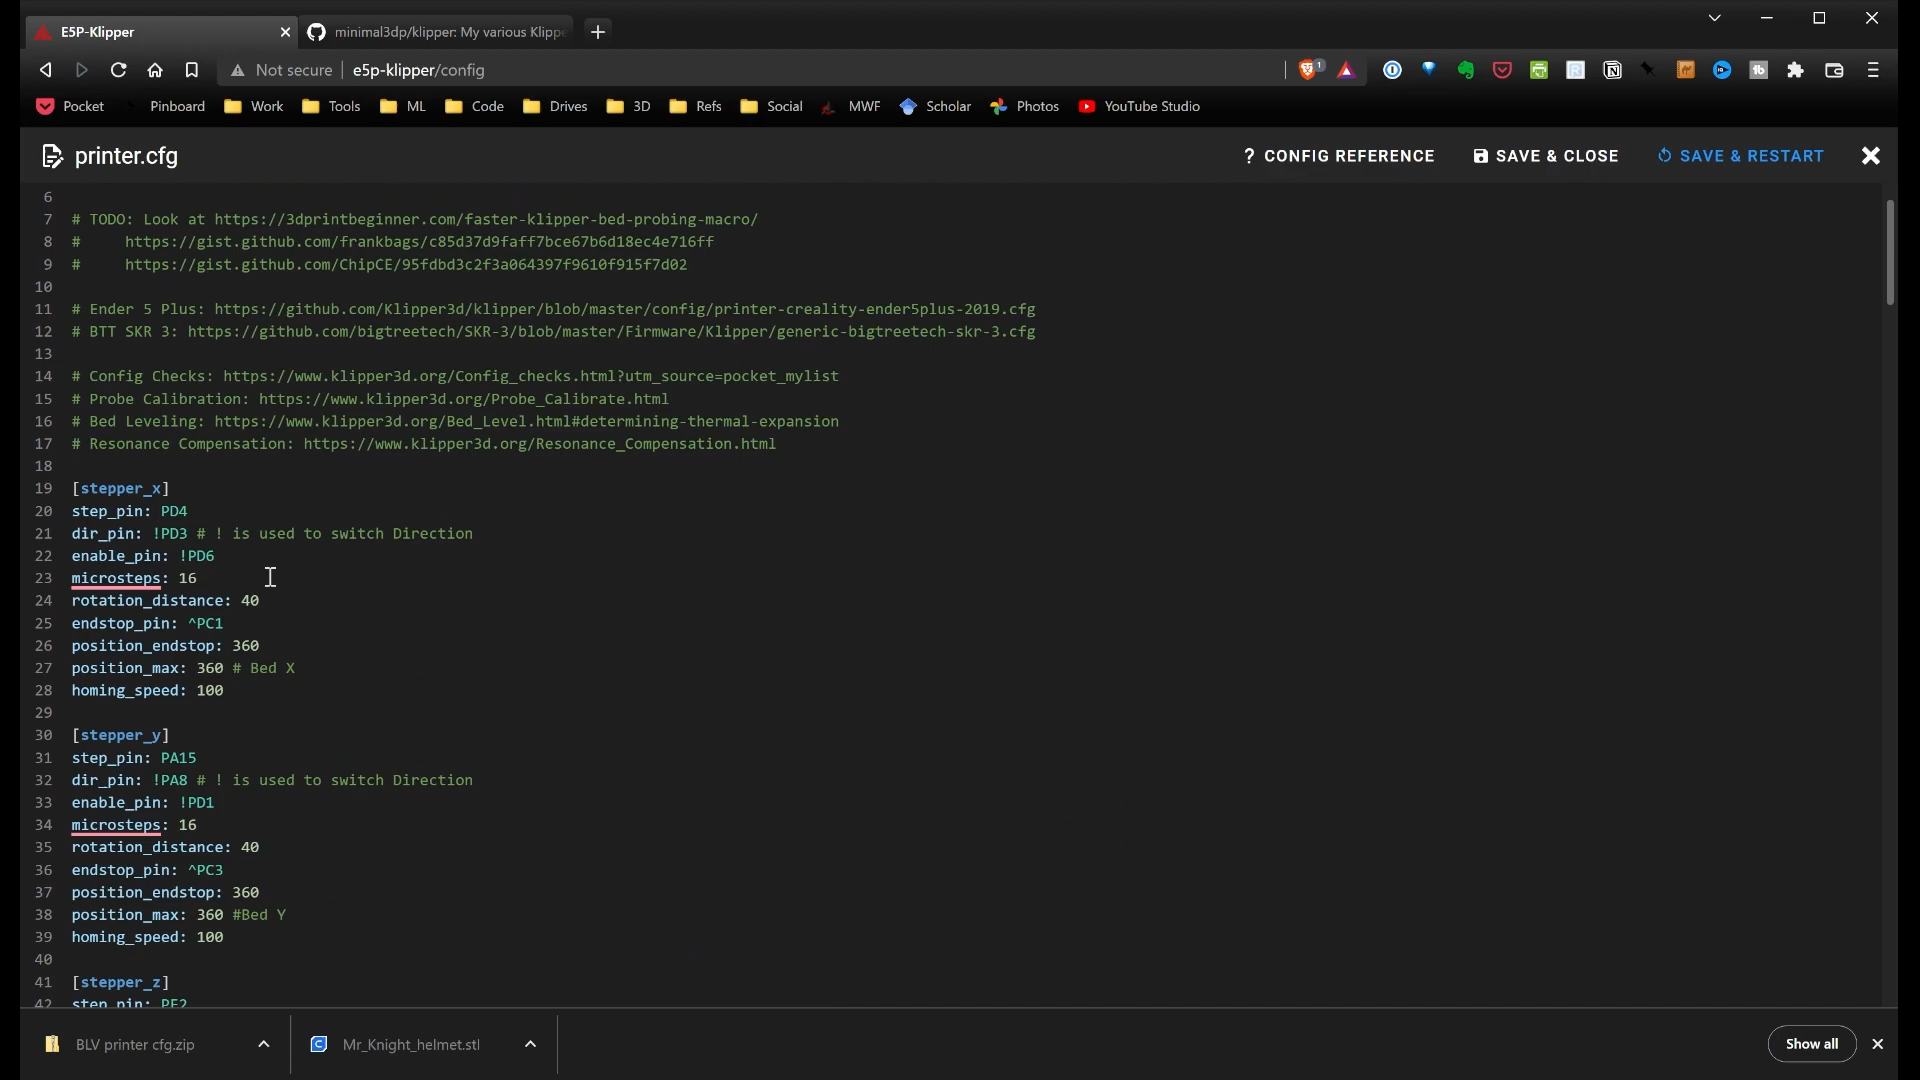 E5P-Klipper
minimal3dp/klipper: My various Klippe
Not secure
e5p-klipper/config
1
Pocket
Pinboard
Work
Tools
ML
Code
Drives
3D
Refs
Social
MWF
Scholar
Photos
YouTube Studio
printer.cfg
? CONFIG REFERENCE
SAVE & CLOSE
SAVE & RESTART
6
7 # TODO: Look at https://3dprintbeginner.com/faster-klipper-bed-probing-macro/
8 # https://gist.github.com/frankbags/c85d37d9faff7bce67b6d18ec4e716ff
9 # https://gist.github.com/ChipCE/95fdbd3c2f3a064397f9610f915f7d02
10
11 # Ender 5 Plus: https://github.com/Klipper3d/klipper/blob/master/config/printer-creality-ender5plus-2019.cfg
12 # BTT SKR 3: https://github.com/bigtreetech/SKR-3/blob/master/Firmware/Klipper/generic-bigtreetech-skr-3.cfg
13
14 # Config Checks: https://www.klipper3d.org/Config_checks.html?utm_source=pocket_mylist
15 # Probe Calibration: https://www.klipper3d.org/Probe_Calibrate.html
16 # Bed Leveling: https://www.klipper3d.org/Bed_Level.html#determining-thermal-expansion
17 # Resonance Compensation: https://www.klipper3d.org/Resonance_Compensation.html
18
19 [stepper_x]
20 step_pin: PD4
21 dir_pin: !PD3 # ! is used to switch Direction
22 enable_pin: !PD6
23 microsteps: 16
24 rotation_distance: 40
25 endstop_pin: ^PC1
26 position_endstop: 360
27 position_max: 360 # Bed X
28 homing_speed: 100
29
30 [stepper_y]
31 step_pin: PA15
32 dir_pin: !PA8 # ! is used to switch Direction
33 enable_pin: !PD1
34 microsteps: 16
35 rotation_distance: 40
36 endstop_pin: ^PC3
37 position_endstop: 360
38 position_max: 360 #Bed Y
39 homing_speed: 100
40
41 [stepper_z]
42 step_pin: PE2
BLV printer cfg.zip
Mr_Knight_helmet.stl
Show all